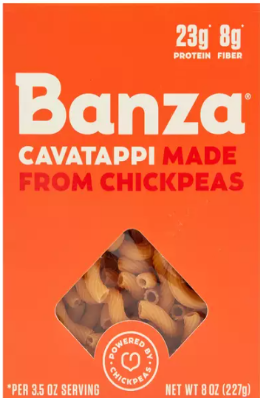 23g* 8g*
PROTEIN FIBER
Banza®
CAVATAPPI MADE
FROM CHICKPEAS
POWERED BY
CHICKPEAS
*PER 3.5 OZ SERVING
NET WT 8 OZ (227g)